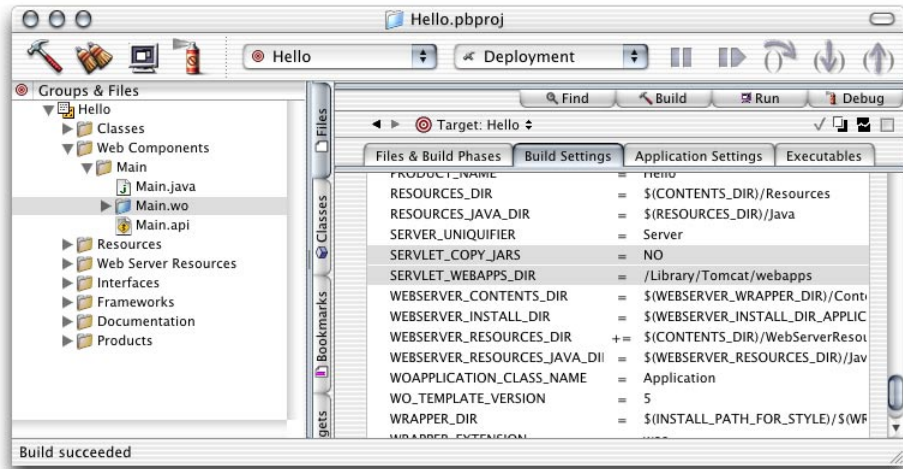 Hello.pbproj
Hello
Deployment
Groups & Files
Hello
Classes
Web Components
Main
Main.java
Main.wo
Main.api
Resources
Web Server Resources
Interfaces
Frameworks
Documentation
Products
Files
Classes
Bookmarks
gets
Find
Build
Run
Debug
Target: Hello
Files & Build Phases
Build Settings
Application Settings
Executables
PRODUCT_NAME = Hello
RESOURCES_DIR = $(CONTENTS_DIR)/Resources
RESOURCES_JAVA_DIR = $(RESOURCES_DIR)/Java
SERVER_UNIQUIFIER = Server
SERVLET_COPY_JARS = NO
SERVLET_WEBAPPS_DIR = /Library/Tomcat/webapps
WEBSERVER_CONTENTS_DIR = $(WEBSERVER_WRAPPER_DIR)/Cont
WEBSERVER_INSTALL_DIR = $(WEBSERVER_INSTALL_DIR_APPLIC
WEBSERVER_RESOURCES_DIR += $(CONTENTS_DIR)/WebServerResou
WEBSERVER_RESOURCES_JAVA_DII = $(WEBSERVER_RESOURCES_DIR)/Jav
WOAPPLICATION_CLASS_NAME = Application
WO_TEMPLATE_VERSION = 5
WRAPPER_DIR = $(INSTALL_PATH_FOR_STYLE)/$(WR
WRAPPER_EXTENSION
Build succeeded